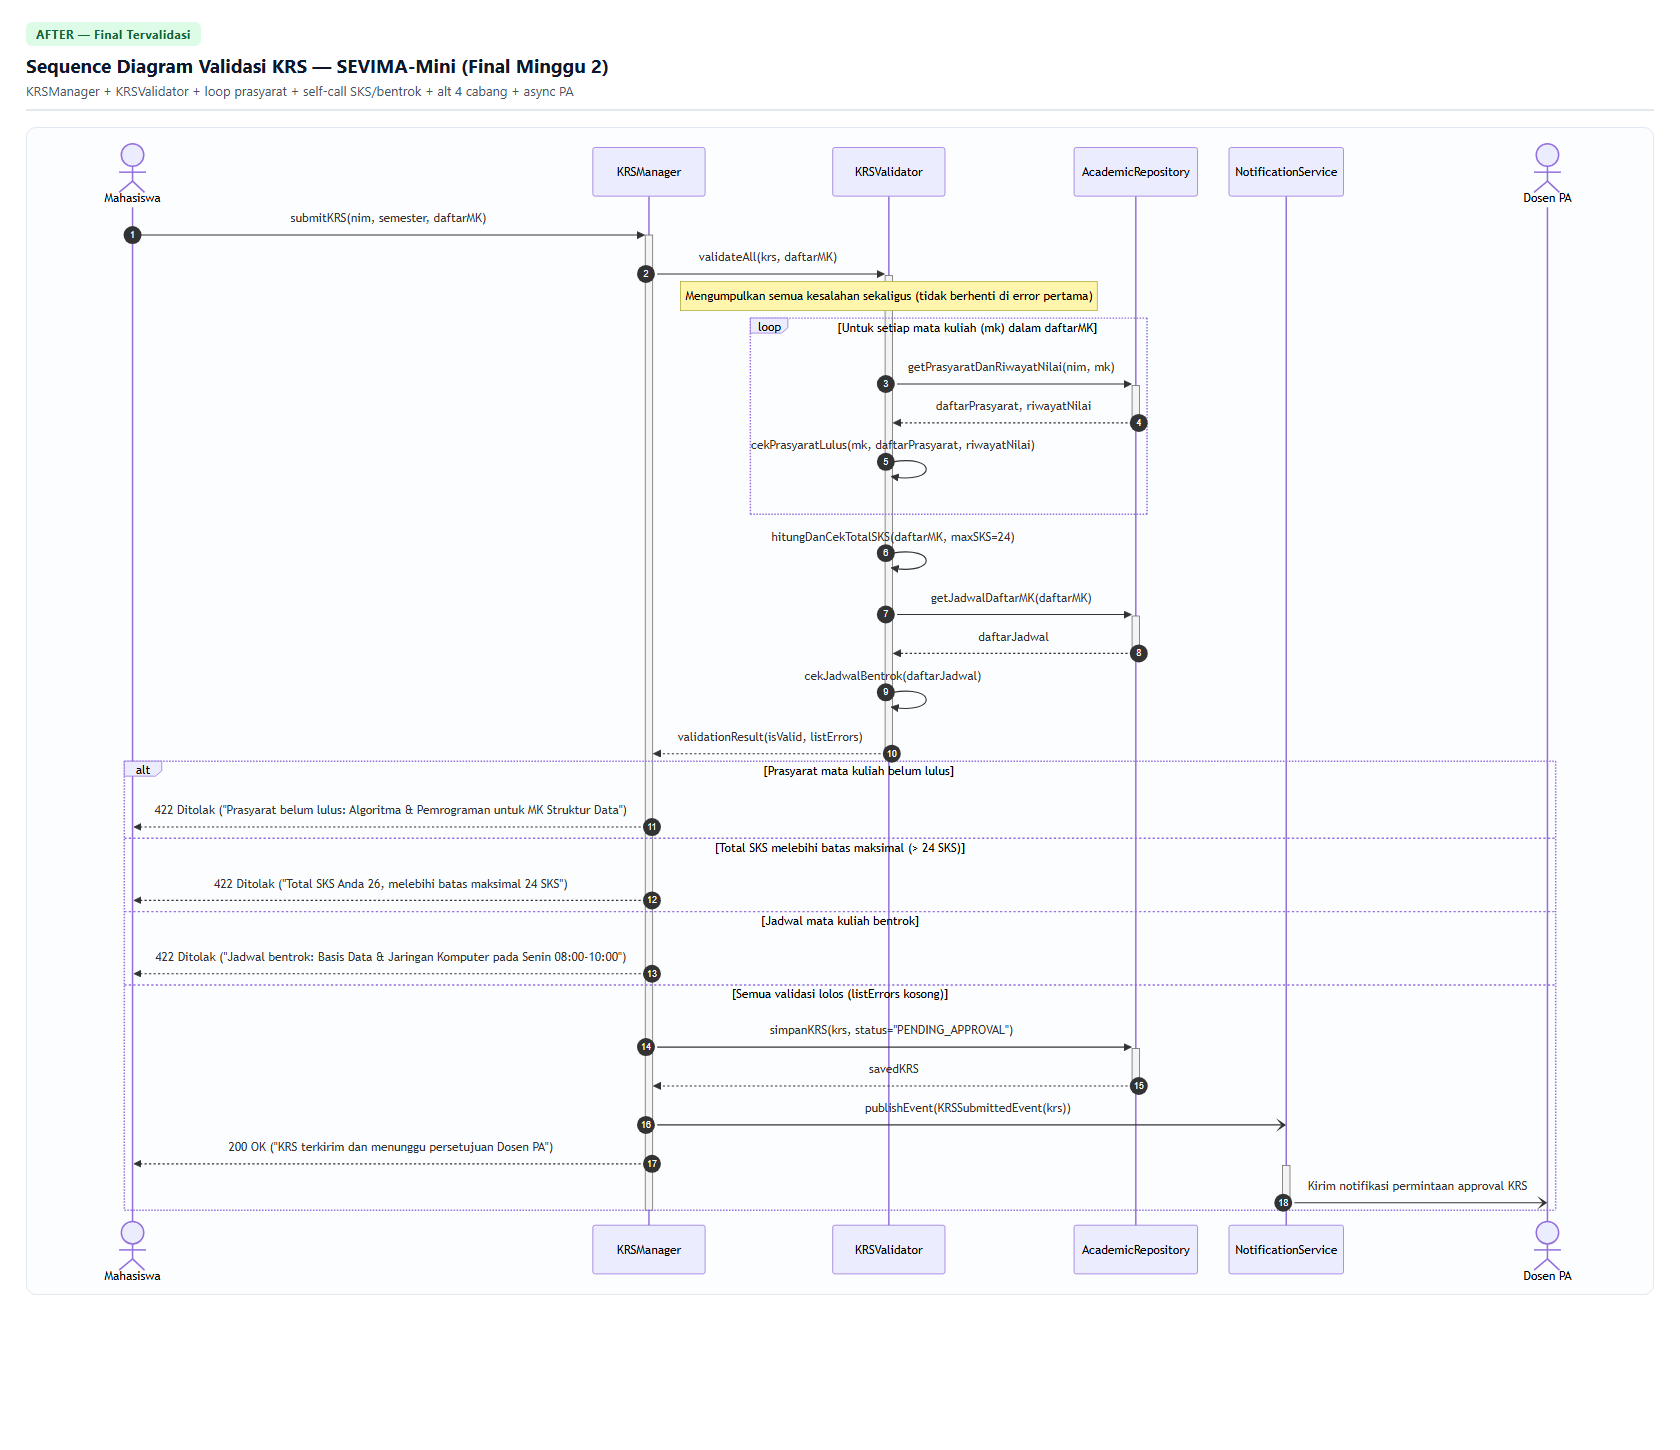 AFTER — Final Tervalidasi
Sequence Diagram Validasi KRS — SEVIMA-Mini (Final Minggu 2)
KRSManager + KRSValidator + loop prasyarat + self-call SKS/bentrok + alt 4 cabang + async PA
Mahasiswa
KRSManager
KRSValidator
AcademicRepository
NotificationService
Dosen PA
submitKRS(nim, semester, daftarMK)
1
validateAll(krs, daftarMK)
2
Mengumpulkan semua kesalahan sekaligus (tidak berhenti di error pertama)
loop
[Untuk setiap mata kuliah (mk) dalam daftarMK]
getPrasyaratDanRiwayatNilai(nim, mk)
3
daftarPrasyarat, riwayatNilai
4
cekPrasyaratLulus(mk, daftarPrasyarat, riwayatNilai)
5
hitungDanCekTotalSKS(daftarMK, maxSKS=24)
6
getJadwalDaftarMK(daftarMK)
7
daftarJadwal
8
cekJadwalBentrok(daftarJadwal)
9
validationResult(isValid, listErrors)
10
alt
[Prasyarat mata kuliah belum lulus]
422 Ditolak ("Prasyarat belum lulus: Algoritma & Pemrograman untuk MK Struktur Data")
11
[Total SKS melebihi batas maksimal (> 24 SKS)]
422 Ditolak ("Total SKS Anda 26, melebihi batas maksimal 24 SKS")
12
[Jadwal mata kuliah bentrok]
422 Ditolak ("Jadwal bentrok: Basis Data & Jaringan Komputer pada Senin 08:00-10:00")
13
[Semua validasi lolos (listErrors kosong)]
simpanKRS(krs, status="PENDING_APPROVAL")
14
savedKRS
15
publishEvent(KRSSubmittedEvent(krs))
16
200 OK ("KRS terkirim dan menunggu persetujuan Dosen PA")
17
Kirim notifikasi permintaan approval KRS
18
Mahasiswa
KRSManager
KRSValidator
AcademicRepository
NotificationService
Dosen PA